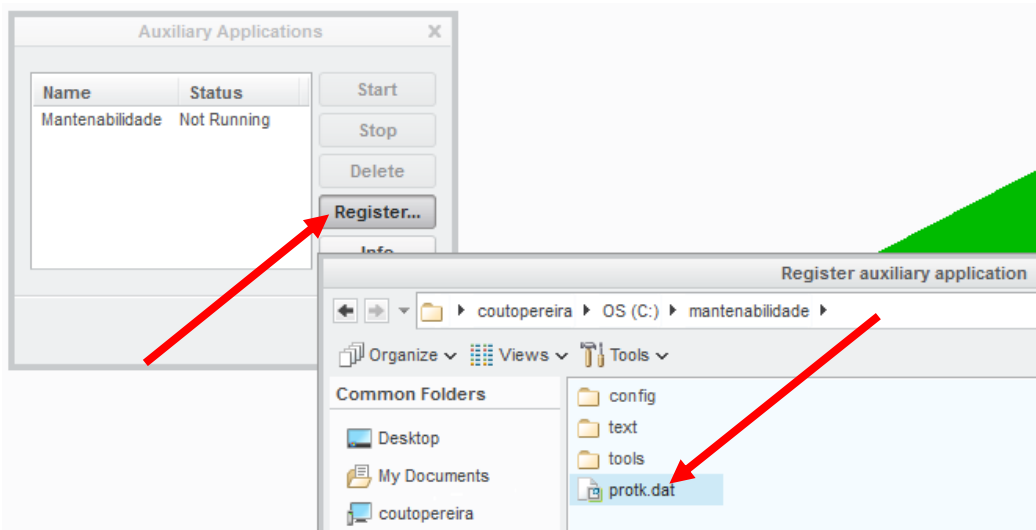 Auxiliary Applications
Name Status
Mantenabilidade Not Running
Start
Stop
Delete
Register...
Info
Register auxiliary application
coutopereira OS (C:) mantenabilidade
Organize Views Tools
Common Folders
Desktop
My Documents
coutopereira
config
text
tools
protk.dat